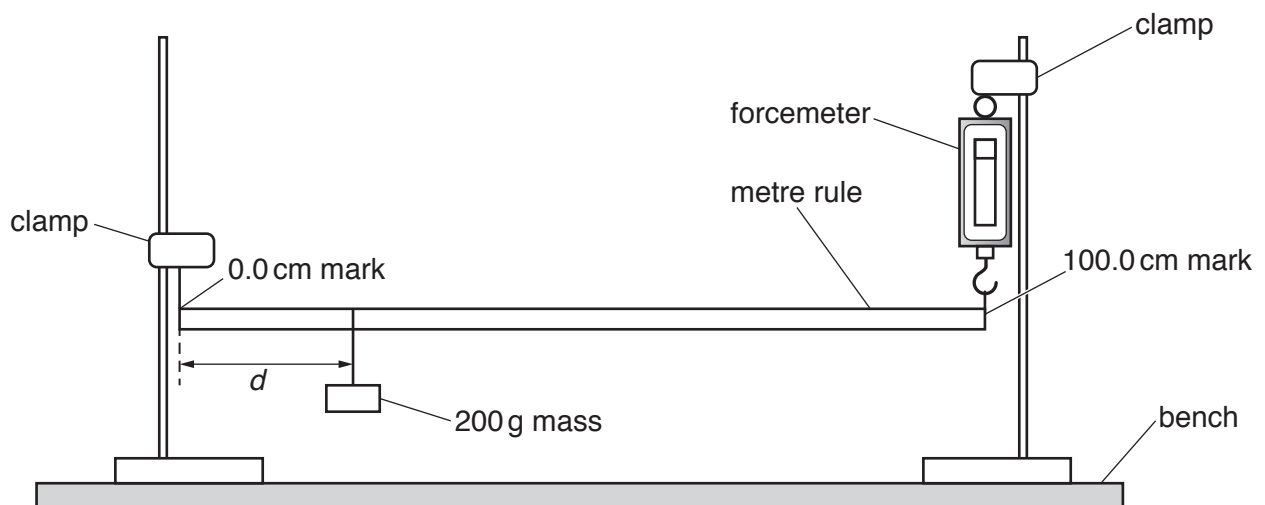 clamp
forcemeter
metre rule
clamp
0.0 cm mark
100.0 cm mark
d
200 g mass
bench